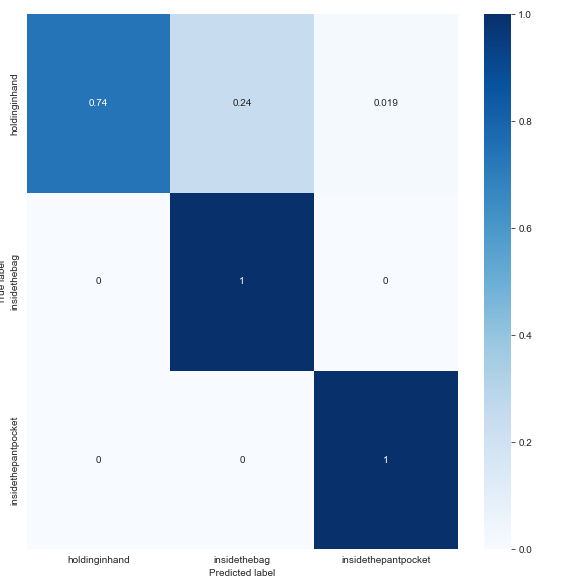 1.0
holdinginhand
0.74
0.24
0.019
0.8
0.6
True label
insidethebag
0
1
0
0.4
insidethepantpocket
0
0
1
0.2
0.0
holdinginhand
insidethebag
insidethepantpocket
Predicted label